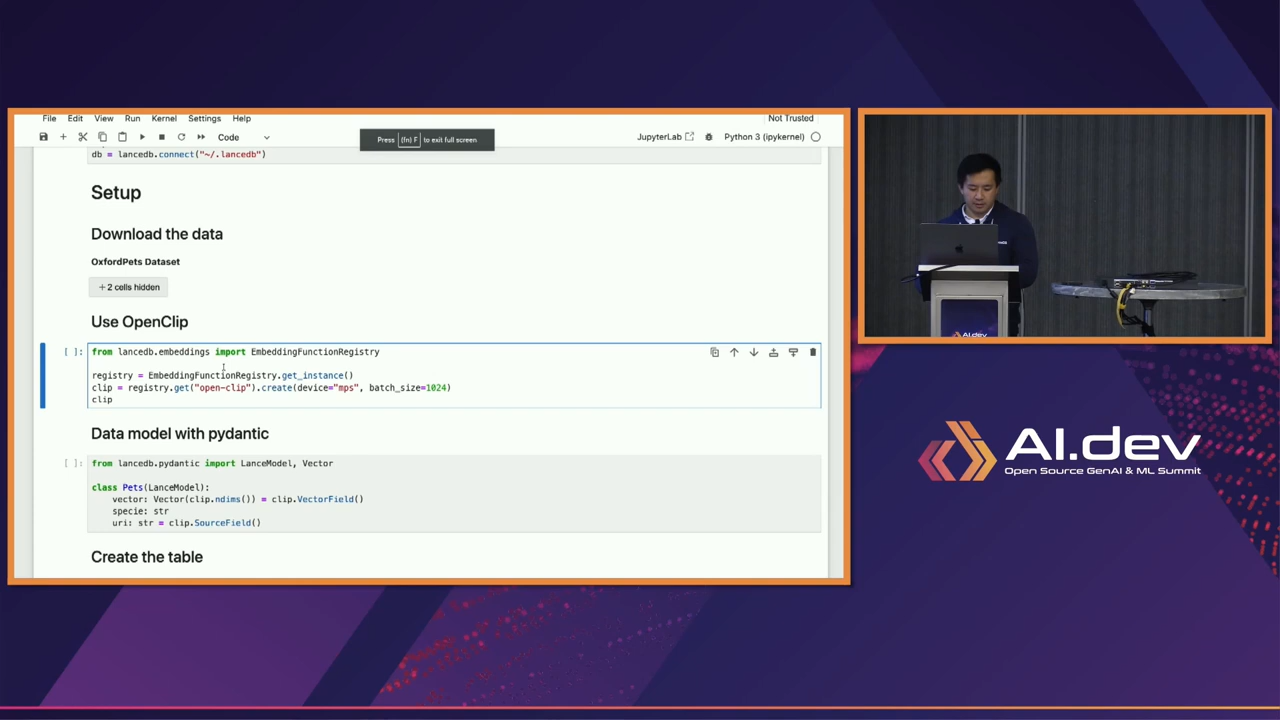 File Edit View Run Kernel Settings Help
Not Trusted
Code
Press (fn) F to exit full screen
JupyterLab
Python 3 (ipykernel)
db = lancedb.connect("~/.lancedb")
Setup
Download the data
OxfordPets Dataset
+ 2 cells hidden
Use OpenClip
[ ]: from lancedb.embeddings import EmbeddingFunctionRegistry
registry = EmbeddingFunctionRegistry.get_instance()
clip = registry.get("open-clip").create(device="mps", batch_size=1024)
clip
Data model with pydantic
[ ]: from lancedb.pydantic import LanceModel, Vector
class Pets(LanceModel):
vector: Vector(clip.ndims()) = clip.VectorField()
specie: str
uri: str = clip.SourceField()
Create the table
AI.dev
AI.dev
Open Source GenAI & ML Summit